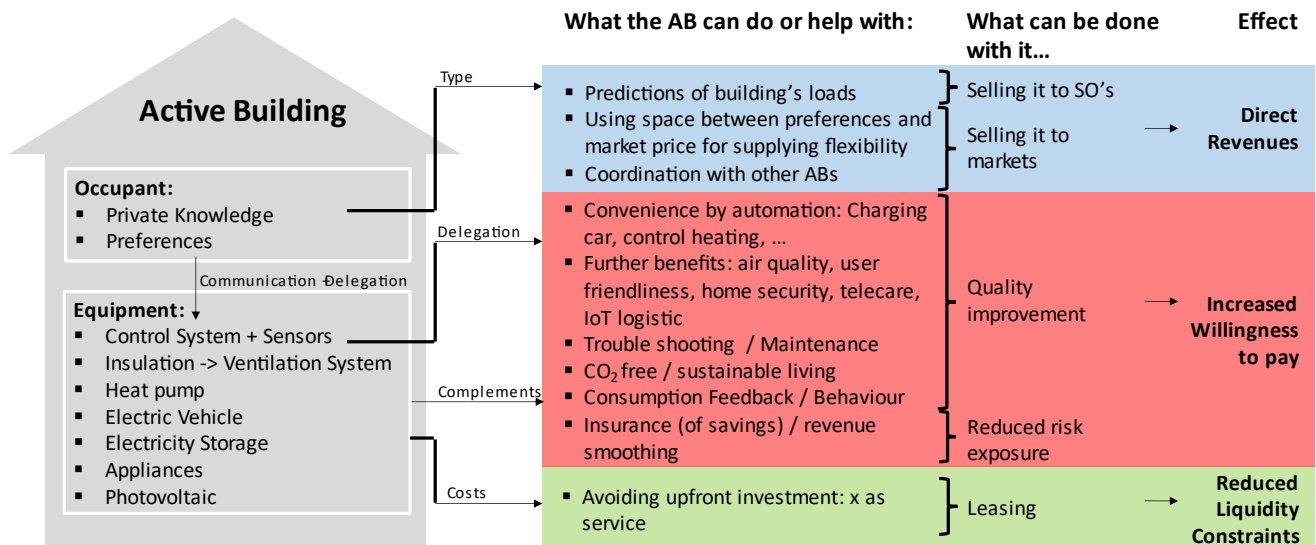 What the AB can do or help with:
What can be done
with it...
Effect
Active Building
Occupant:
▪ Private Knowledge
▪ Preferences
Communication +Delegation
Equipment:
▪ Control System + Sensors
▪ Insulation -> Ventilation System
▪ Heat pump
▪ Electric Vehicle
▪ Electricity Storage
▪ Appliances
▪ Photovoltaic
Type
Delegation
Complements
Costs
▪ Predictions of building's loads
▪ Using space between preferences and
market price for supplying flexibility
▪ Coordination with other ABs
Selling it to SO's
Selling it to
markets
Direct
Revenues
▪ Convenience by automation: Charging
car, control heating, ...
▪ Further benefits: air quality, user
friendliness, home security, telecare,
IoT logistic
▪ Trouble shooting / Maintenance
▪ CO₂ free / sustainable living
▪ Consumption Feedback / Behaviour
▪ Insurance (of savings) / revenue
smoothing
Quality
improvement
Reduced risk
exposure
Increased
Willingness
to pay
▪ Avoiding upfront investment: x as
service
Leasing
Reduced
Liquidity
Constraints